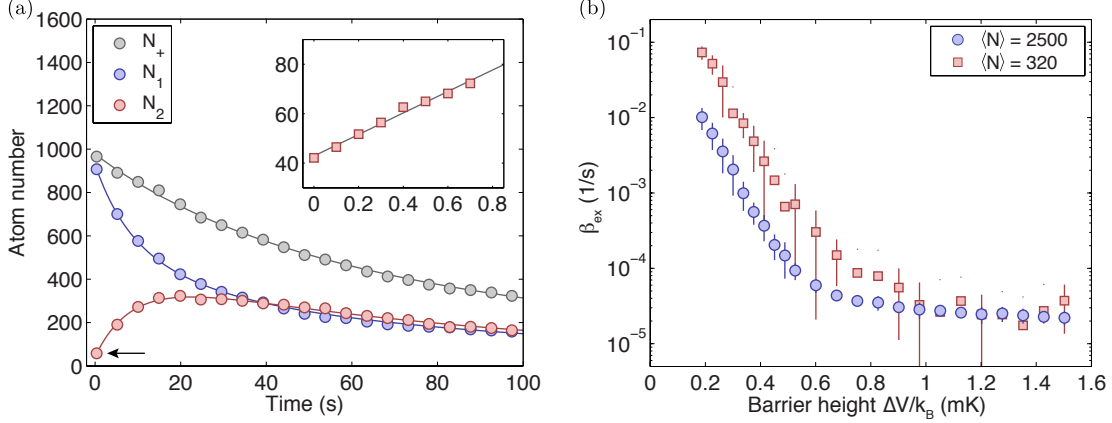 (a)
1600
1400
1200
1000
800
600
400
200
0
Atom number
N₊
N₁
N₂
80
60
40
0 0.2 0.4 0.6 0.8
0 20 40 60 80 100
Time (s)
(b)
10⁻¹
10⁻²
10⁻³
10⁻⁴
10⁻⁵
β_ex (1/s)
⟨N⟩ = 2500
⟨N⟩ = 320
0 0.2 0.4 0.6 0.8 1 1.2 1.4 1.6
Barrier height ΔV/k_B (mK)